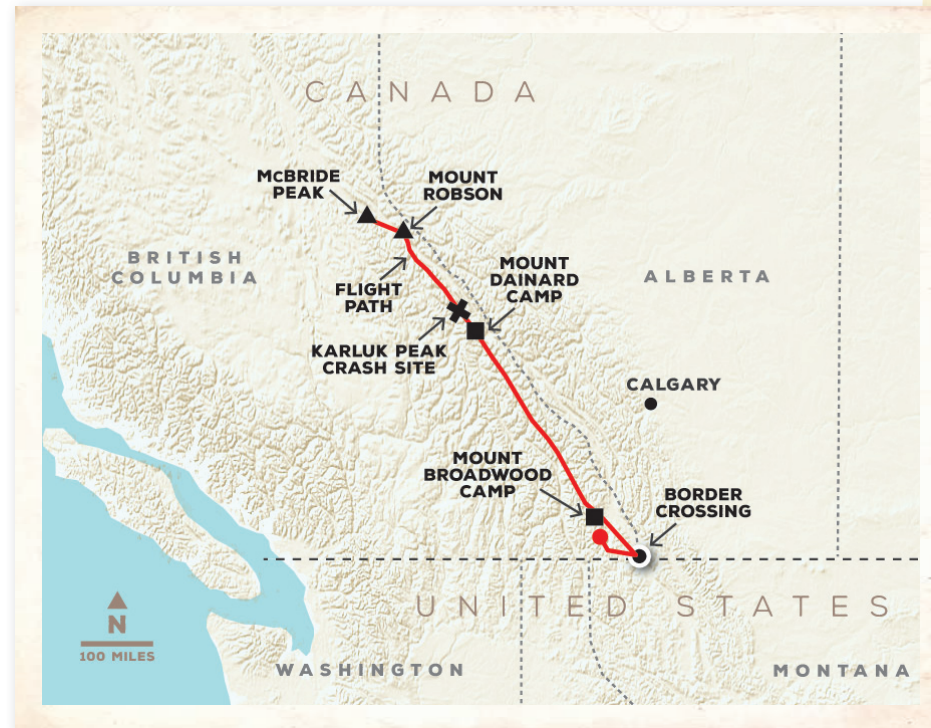 CANADA
McBRIDE
PEAK
MOUNT
ROBSON
BRITISH
COLUMBIA
FLIGHT
PATH
MOUNT
DAINARD
CAMP
ALBERTA
KARLUK PEAK
CRASH SITE
CALGARY
MOUNT
BROADWOOD
CAMP
BORDER
CROSSING
UNITED STATES
N
100 MILES
WASHINGTON
MONTANA